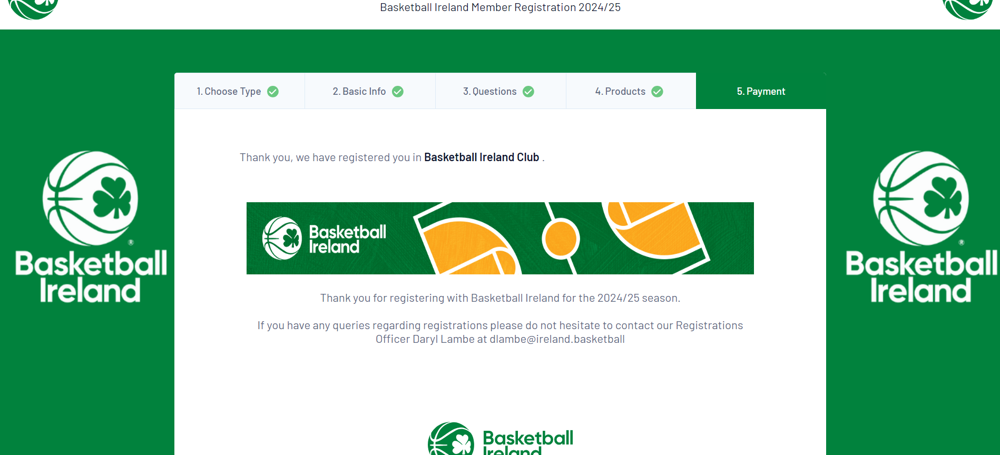 Basketball Ireland Member Registration 2024/25
1. Choose Type
2. Basic Info
3. Questions
4. Products
5. Payment
Thank you, we have registered you in Basketball Ireland Club .
Basketball
Ireland
Basketball
Ireland
®
Basketball
Ireland
®
Thank you for registering with Basketball Ireland for the 2024/25 season.
If you have any queries regarding registrations please do not hesitate to contact our Registrations
Officer Daryl Lambe at dlambe@ireland.basketball
Basketball
Ireland